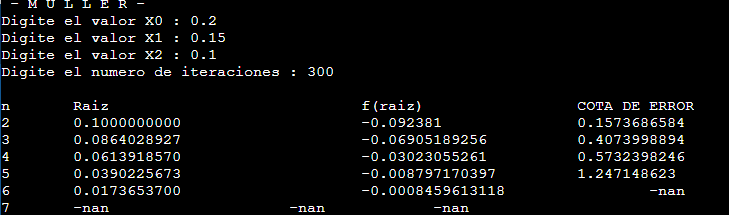 - M U L L E R -
Digite el valor X0 : 0.2
Digite el valor X1 : 0.15
Digite el valor X2 : 0.1
Digite el numero de iteraciones : 300
n Raiz f(raiz) COTA DE ERROR
2 0.1000000000 -0.092381 0.1573686584
3 0.0864028927 -0.06905189256 0.4073998894
4 0.0613918570 -0.03023055261 0.5732398246
5 0.0390225673 -0.008797170397 1.247148623
6 0.0173653700 -0.0008459613118 -nan
7 -nan -nan -nan